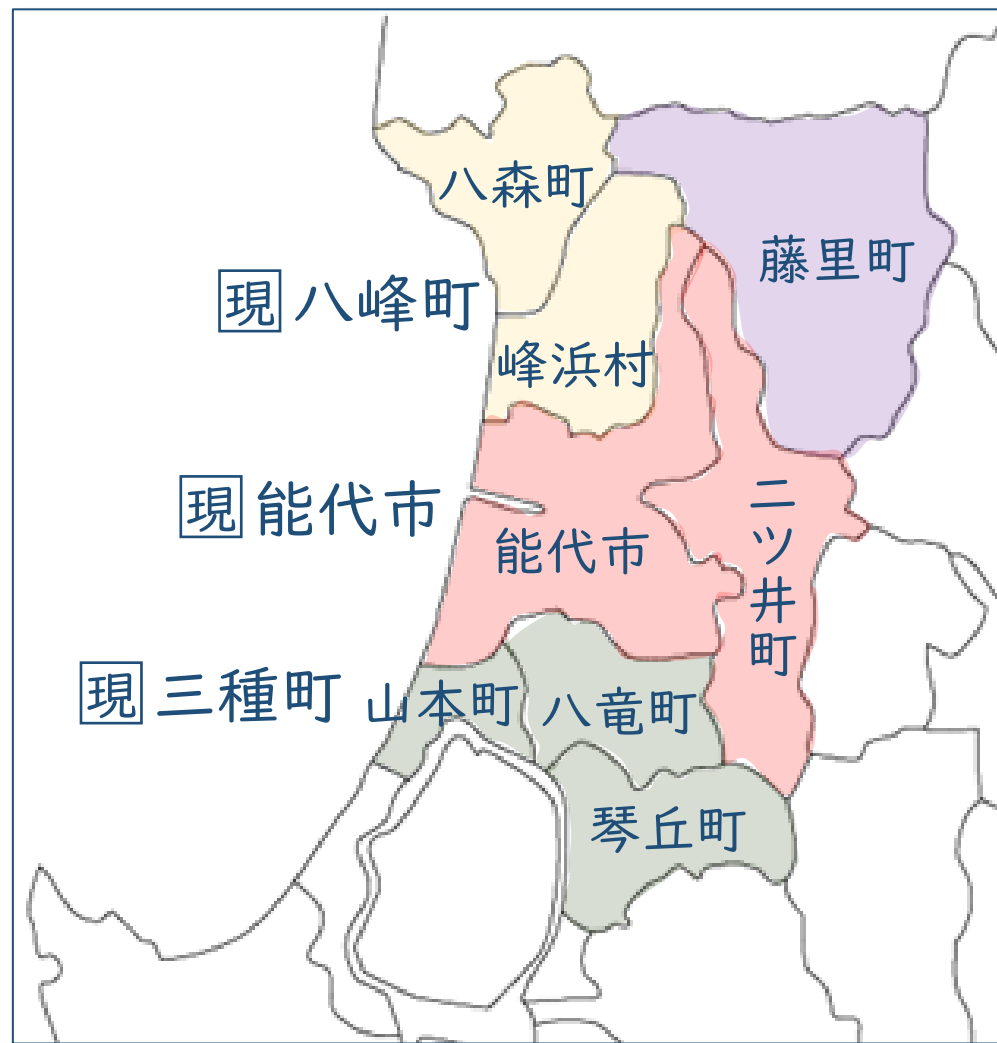 八森町
藤里町
現 八峰町
峰浜村
現 能代市
能代市
二ツ井町
現 三種町
山本町
八竜町
琴丘町